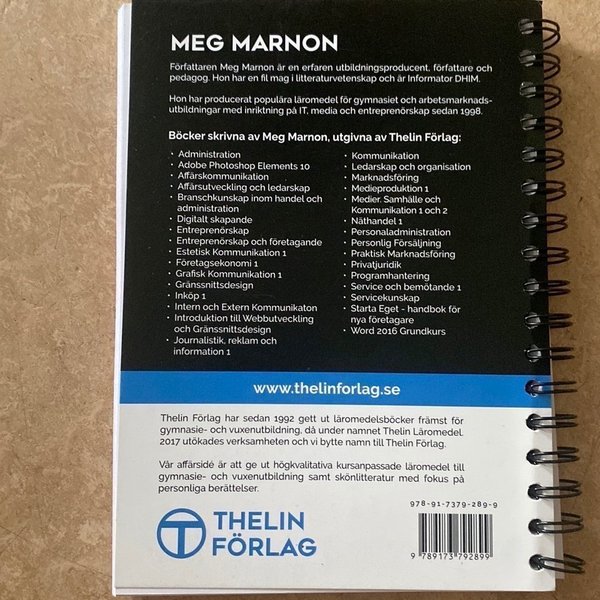 MEG MARNON
Författaren Meg Marnon är en erfaren utbildningsproducent, författare och
pedagog. Hon har en fil mag i litteraturvetenskap och är Informator DHIM.
Hon har producerat populära läromedel för gymnasiet och arbetsmarknads-
utbildningar med inriktning på IT, media och entreprenörskap sedan 1998.
Böcker skrivna av Meg Marnon, utgivna av Thelin Förlag:
• Administration
• Adobe Photoshop Elements 10
• Affärskommunikation
• Affärsutveckling och ledarskap
• Branschkunskap inom handel och
administration
• Digitalt skapande
• Entreprenörskap
• Entreprenörskap och företagande
• Estetisk Kommunikation 1
• Företagsekonomi 1
• Grafisk Kommunikation 1
• Gränssnittsdesign
• Inköp 1
• Intern och Extern Kommunikaton
• Introduktion till Webbutveckling
och Gränssnittsdesign
• Journalistik, reklam och
information 1
• Kommunikation
• Ledarskap och organisation
• Marknadsföring
• Medieproduktion 1
• Medier, Samhälle och
Kommunikation 1 och 2
• Näthandel 1
• Personaladministration
• Personlig Försäljning
• Praktisk Marknadsföring
• Privatjuridik
• Programhantering
• Service och bemötande 1
• Servicekunskap
• Starta Eget - handbok för
nya företagare
• Word 2016 Grundkurs
www.thelinforlag.se
Thelin Förlag har sedan 1992 gett ut läromedelsböcker främst för
gymnasie- och vuxenutbildning, då under namnet Thelin Läromedel.
2017 utökades verksamheten och vi bytte namn till Thelin Förlag.
Vår affärsidé är att ge ut högkvalitativa kursanpassade läromedel till
gymnasie- och vuxenutbildning samt skönlitteratur med fokus på
personliga berättelser.
THELIN
FÖRLAG
978-91-7379-289-9
9 789173 792899